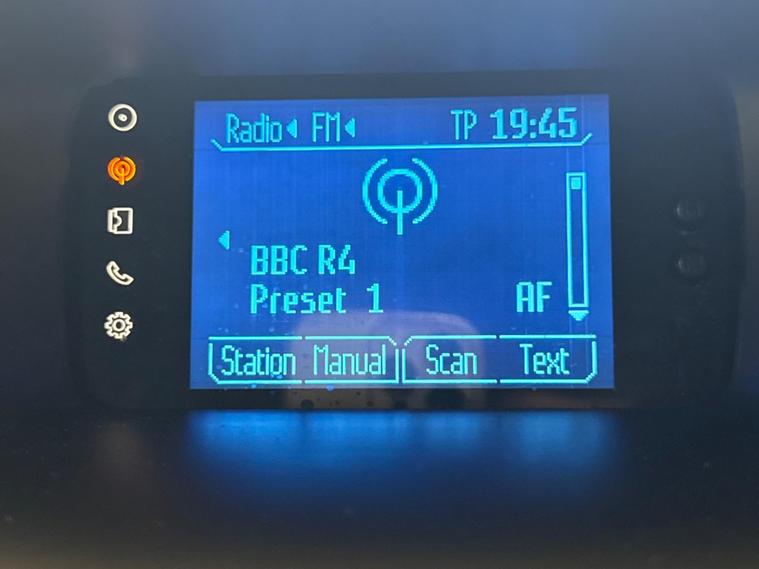 Radio FM TP 19:45
BBC R4
Preset 1 AF
Station Manual Scan Text